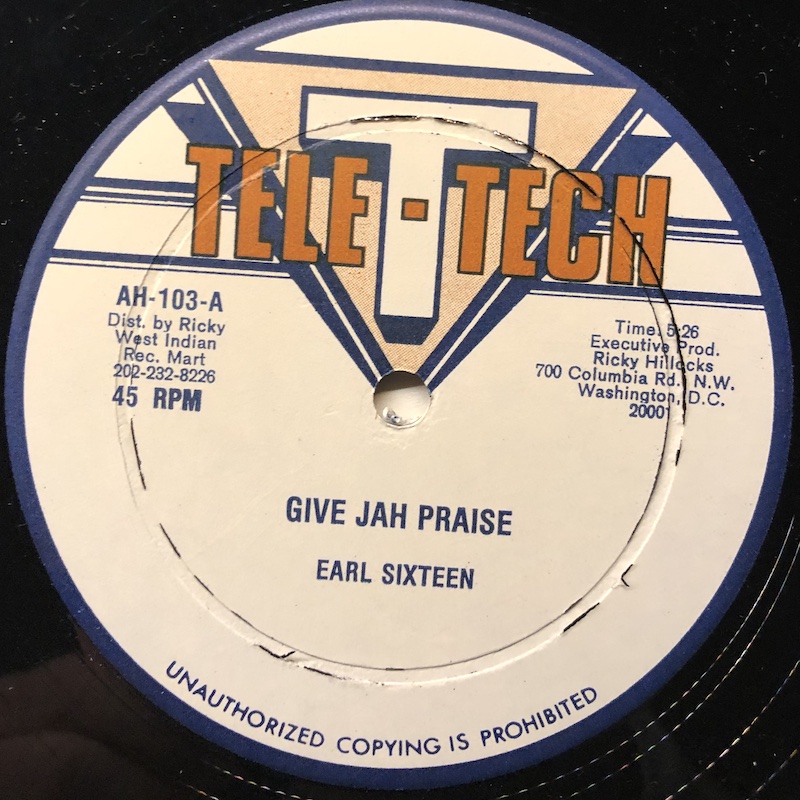 TELE-TECH
AH-103-A
Dist. by Ricky
West Indian
Rec. Mart
202-232-8226
45 RPM
Time. 5:26
Executive Prod.
Ricky Hillocks
700 Columbia Rd., N.W.
Washington, D.C.
20001
GIVE JAH PRAISE
EARL SIXTEEN
UNAUTHORIZED COPYING IS PROHIBITED